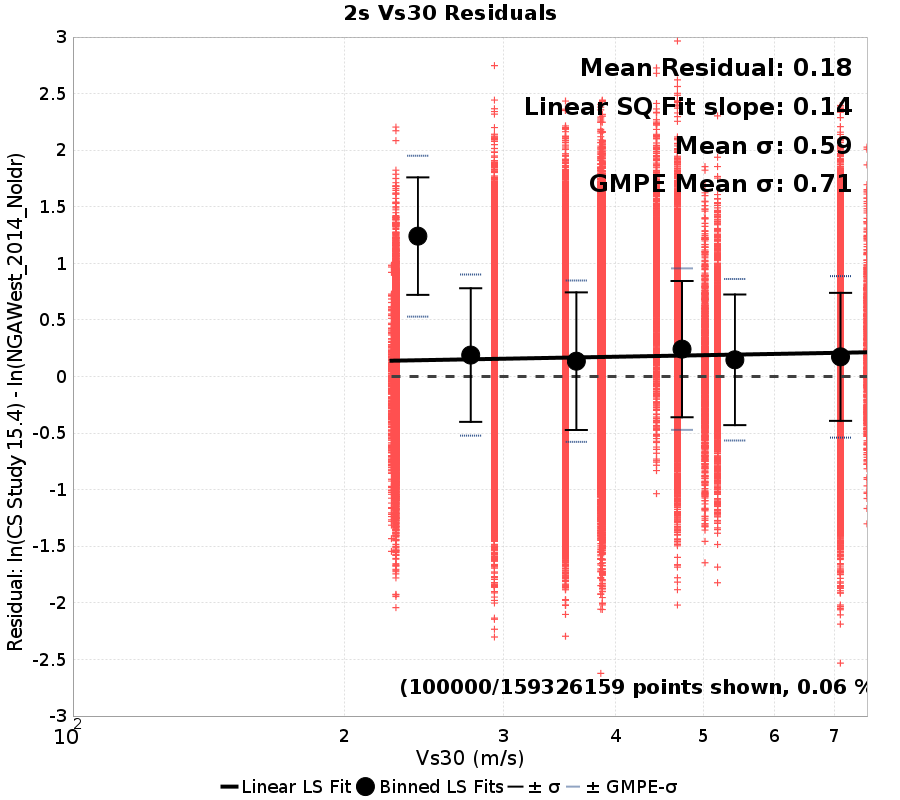 2s Vs30 Residuals
Mean Residual: 0.18
Linear SQ Fit slope: 0.14
Mean σ: 0.59
GMPE Mean σ: 0.71
Residual: ln(CS Study 15.4) - ln(NGAWest_2014_NoIdr)
3
2.5
2
1.5
1
0.5
0
-0.5
-1
-1.5
-2
-2.5
-3
(100000/159326159 points shown, 0.06 %
10²
2
3
4
5
6
7
Vs30 (m/s)
Linear LS Fit Binned LS Fits ± σ ± GMPE-σ